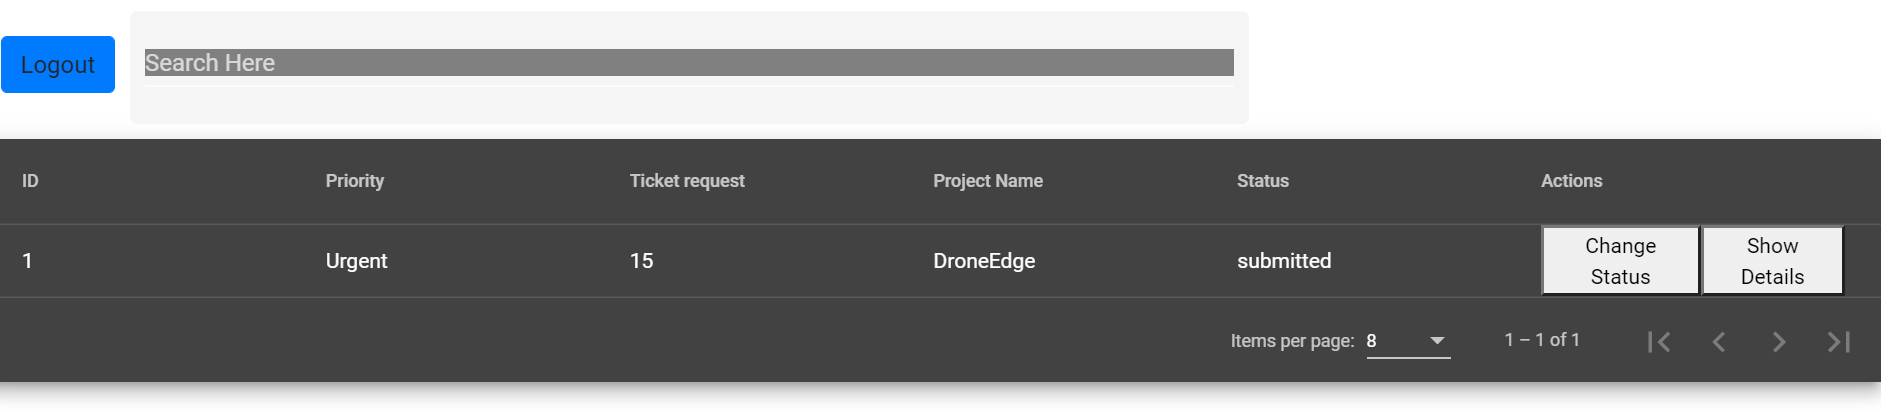 Logout
Search Here
ID Priority Ticket request Project Name Status Actions
1 Urgent 15 DroneEdge submitted Change Status Show Details
Items per page: 8 1 – 1 of 1